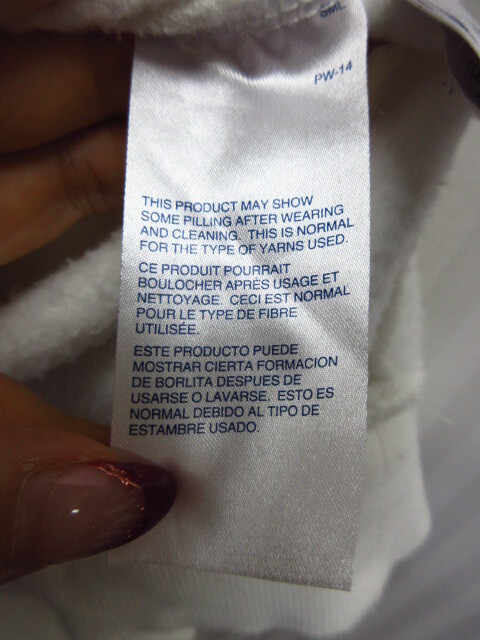 PW-14
THIS PRODUCT MAY SHOW
SOME PILLING AFTER WEARING
AND CLEANING. THIS IS NORMAL
FOR THE TYPE OF YARNS USED.
CE PRODUIT POURRAIT
BOULOCHER APRÈS USAGE ET
NETTOYAGE. CECI EST NORMAL
POUR LE TYPE DE FIBRE
UTILISÉE.
ESTE PRODUCTO PUEDE
MOSTRAR CIERTA FORMACION
DE BORLITA DESPUES DE
USARSE O LAVARSE. ESTO ES
NORMAL DEBIDO AL TIPO DE
ESTAMBRE USADO.